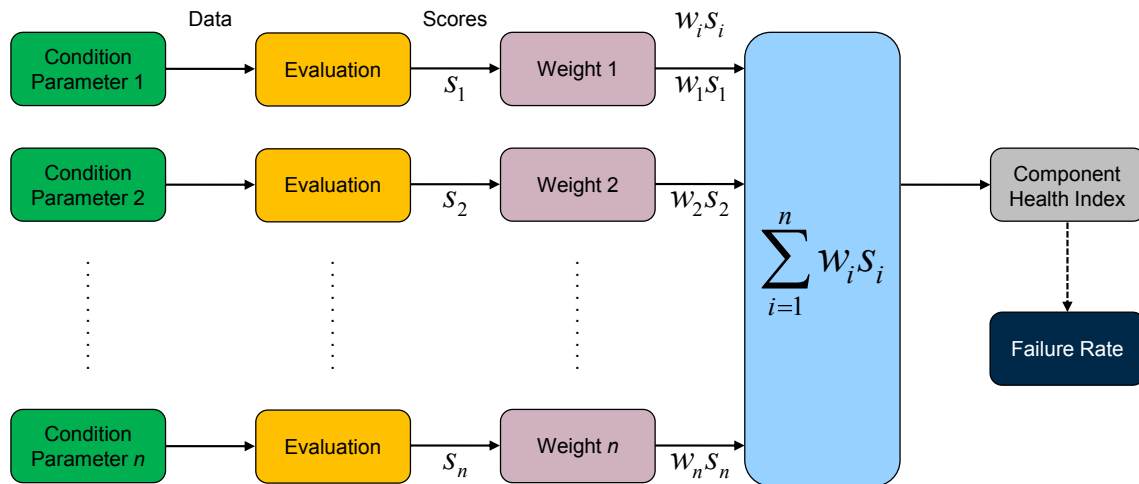 Data
Scores
w_i s_i
Condition
Parameter 1
Evaluation
s_1
Weight 1
w_1 s_1
Condition
Parameter 2
Evaluation
s_2
Weight 2
w_2 s_2
\sum_{i=1}^{n} w_i s_i
Component
Health Index
Failure Rate
Condition
Parameter n
Evaluation
s_n
Weight n
w_n s_n